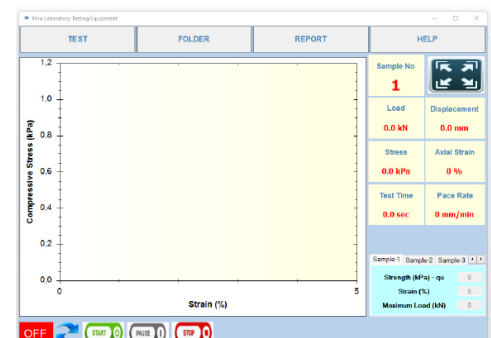 Hira Laboratory Testing Equipment
TEST FOLDER REPORT HELP
Sample No
1
Load Displacement
0.0 kN 0.0 mm
Stress Axial Strain
0.0 kPa 0 %
Test Time Pace Rate
0.0 sec 0 mm/min
Compressive Stress (kPa)
1,2
1,0
0,8
0,6
0,4
0,2
0,0
0 5
Strain (%)
Sample-1 Sample-2 Sample-3
Strength (kPa) - qu 0
Strain (%) 0
Maximum Load (kN) 0
OFF START PAUSE STOP